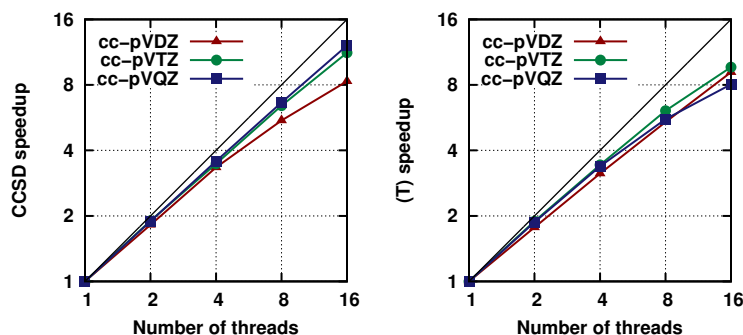 16
8
4
2
1
CCSD speedup
cc-pVDZ
cc-pVTZ
cc-pVQZ
1 2 4 8 16
Number of threads
16
8
4
2
1
(T) speedup
cc-pVDZ
cc-pVTZ
cc-pVQZ
1 2 4 8 16
Number of threads